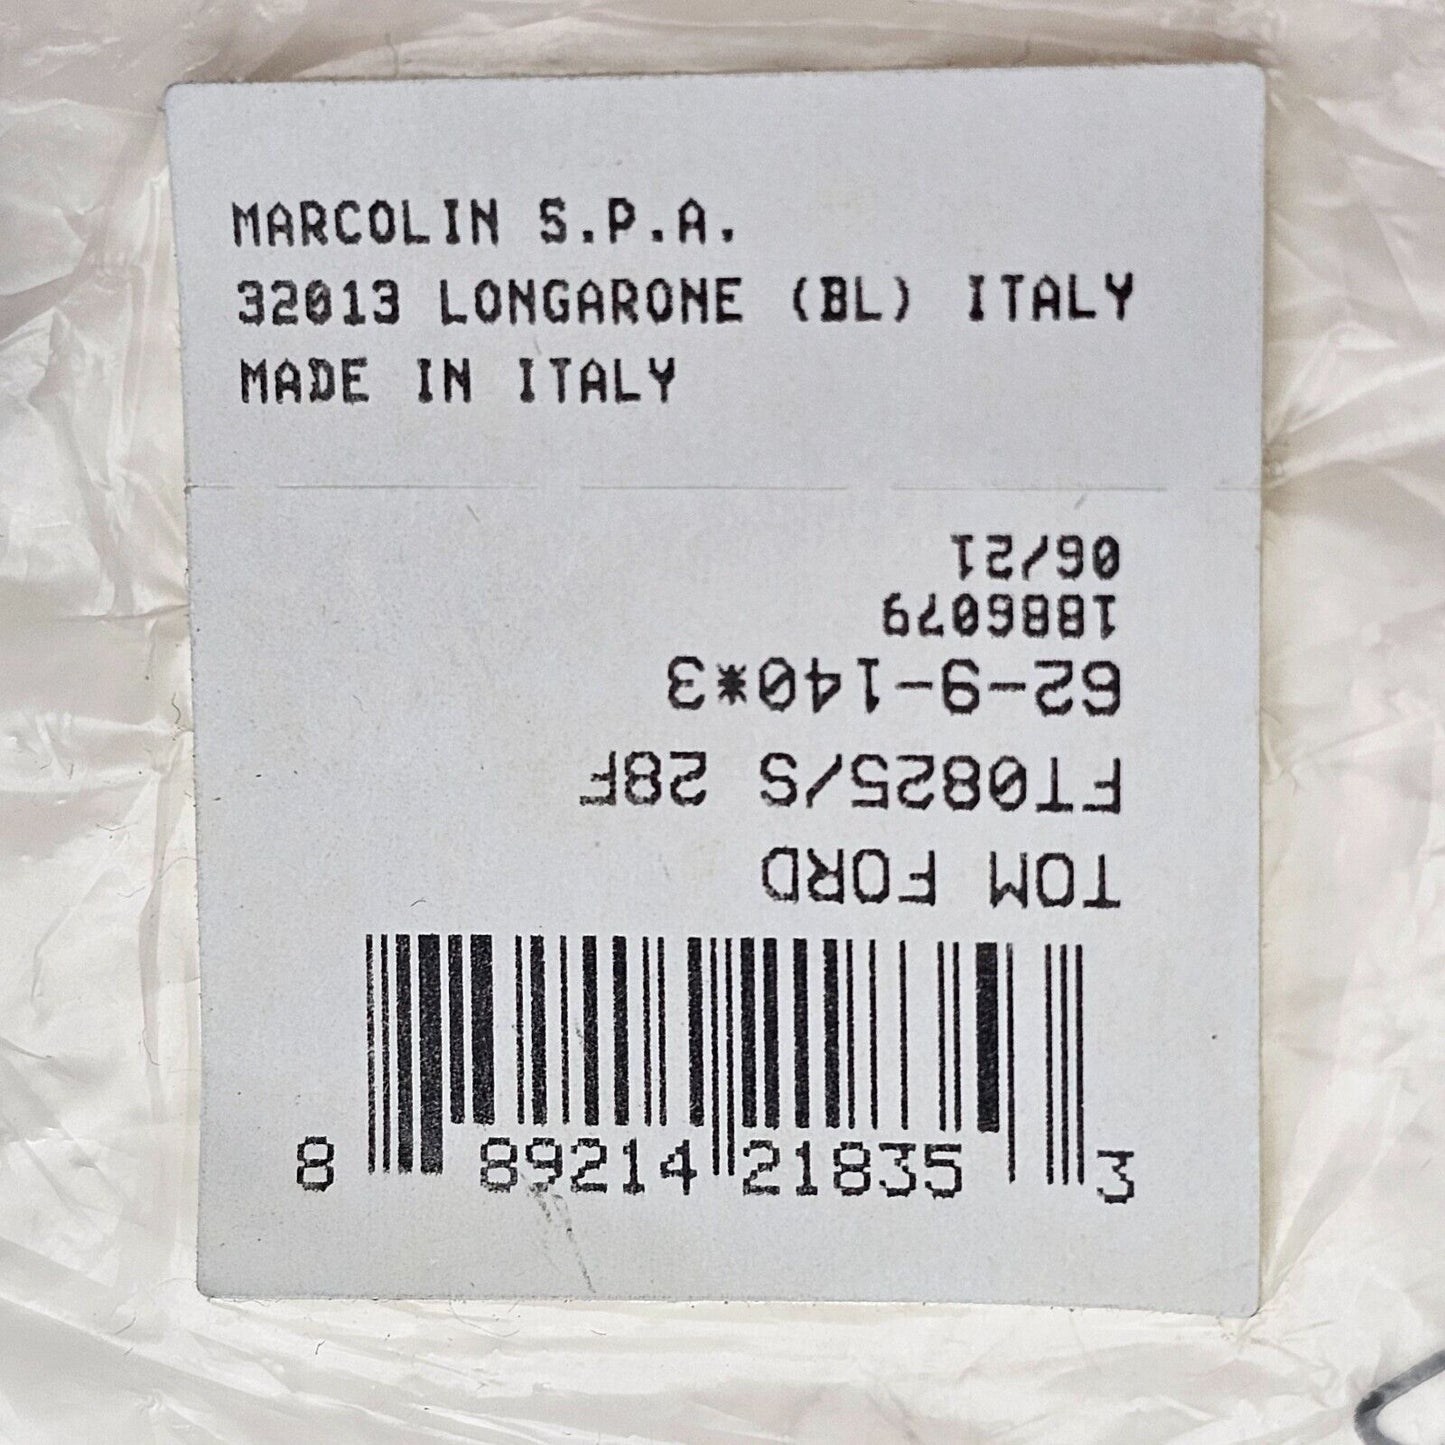 MARCOLIN S.P.A.
32013 LONGARONE (BL) ITALY
MADE IN ITALY
TOM FORD
FT0825/S 28F
62-9-140*3
1886079
06/21
8 89214 21835 3